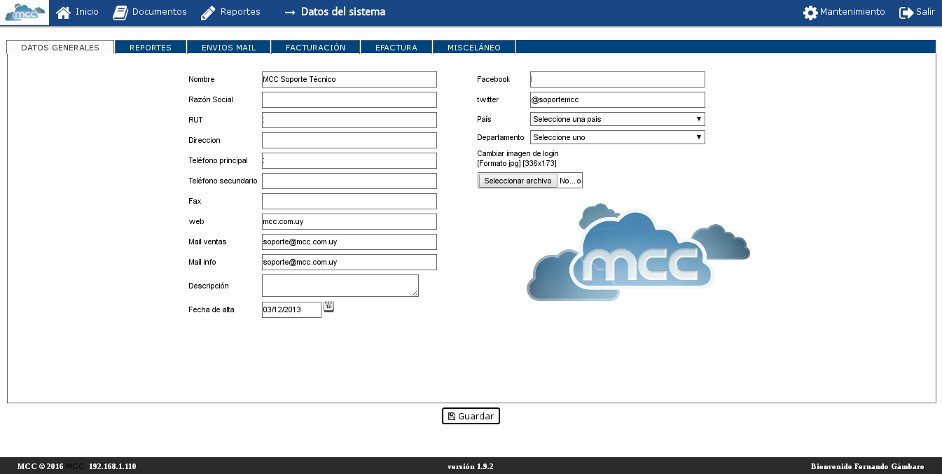 mcc Inicio Documentos Reportes → Datos del sistema Mantenimiento Salir
DATOS GENERALES REPORTES ENVIOS MAIL FACTURACIÓN EFACTURA MISCELÁNEO
Nombre MCC Soporte Técnico
Razón Social
RUT
Direccion
Teléfono principal
Teléfono secundario
Fax
web mcc.com.uy
Mail ventas soporte@mcc.com.uy
Mail info soporte@mcc.com.uy
Descripción
Fecha de alta 03/12/2013
Facebook
twitter @soportemcc
País Seleccione una pais
Departamento Seleccione uno
Cambiar imagen de login
[Formato jpg] [336x173]
Seleccionar archivo No...o
mcc
Guardar
MCC © 2016 MCC 192.168.1.110 versión 1.9.2 Bienvenido Fernando Gámbaro